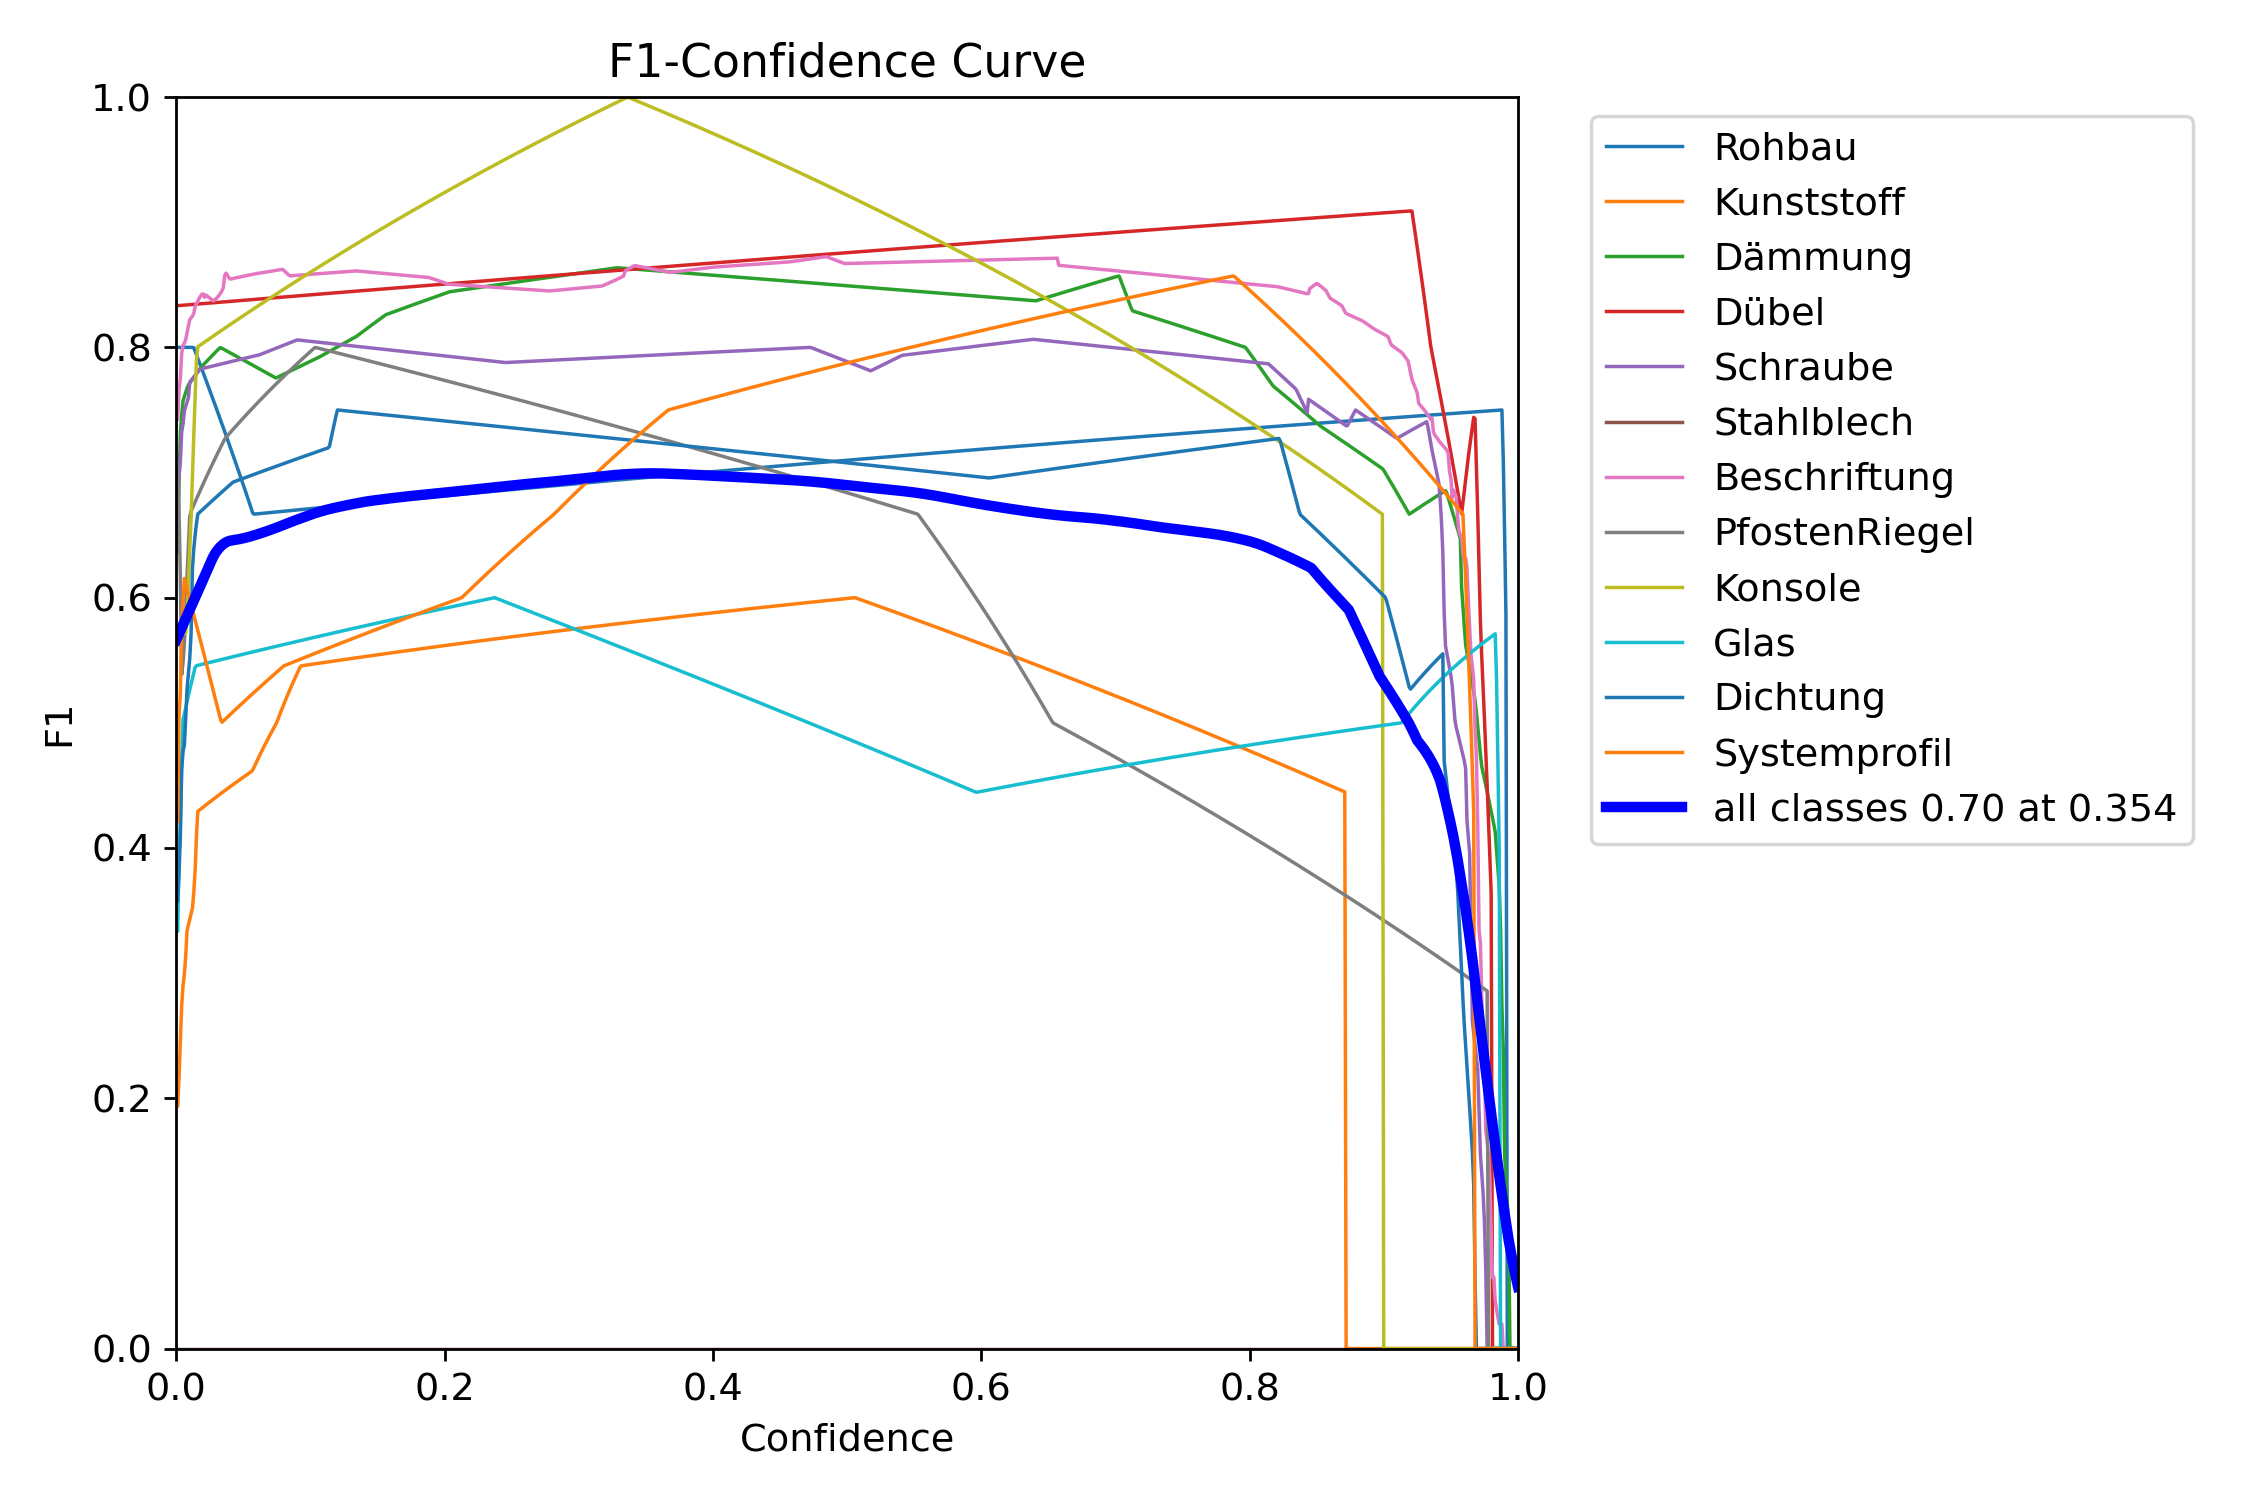 F1-Confidence Curve
1.0
0.8
0.6
0.4
0.2
0.0
F1
0.0 0.2 0.4 0.6 0.8 1.0
Confidence
Rohbau
Kunststoff
Dämmung
Dübel
Schraube
Stahlblech
Beschriftung
PfostenRiegel
Konsole
Glas
Dichtung
Systemprofil
all classes 0.70 at 0.354